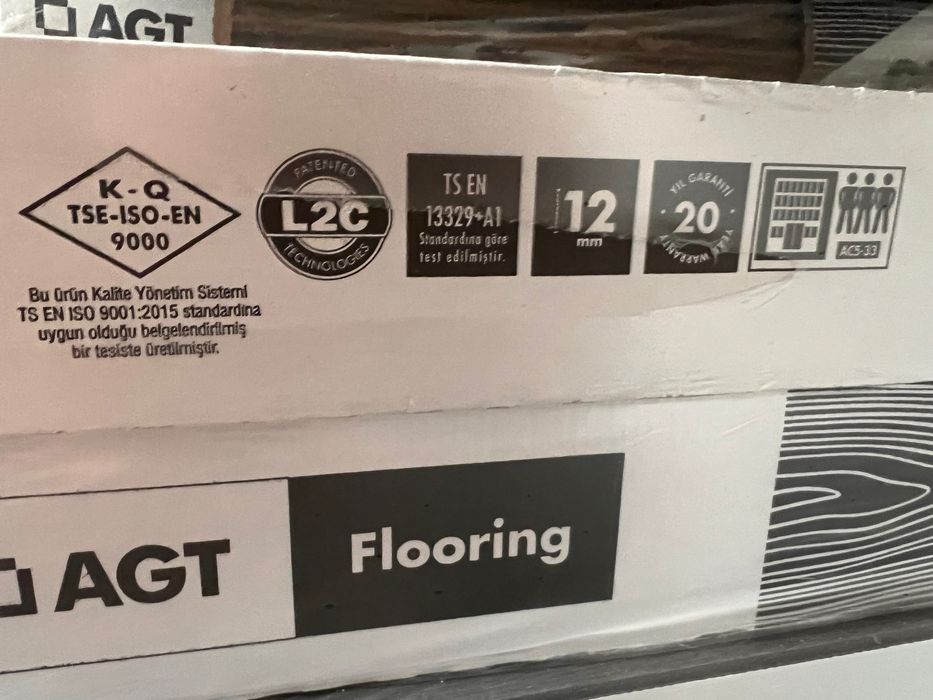 AGT
K-Q
TSE-ISO-EN
9000
Bu ürün Kalite Yönetim Sistemi
TS EN ISO 9001:2015 standardına
uygun olduğu belgelendirilmiş
bir tesiste üretilmiştir.
PATENTED
L2C
TECHNOLOGIES
TS EN
13329+A1
Standardına göre
test edilmiştir.
12
mm
YIL GARANTİ
20
YEAR WARRANTY
AC5-33
AGT
Flooring